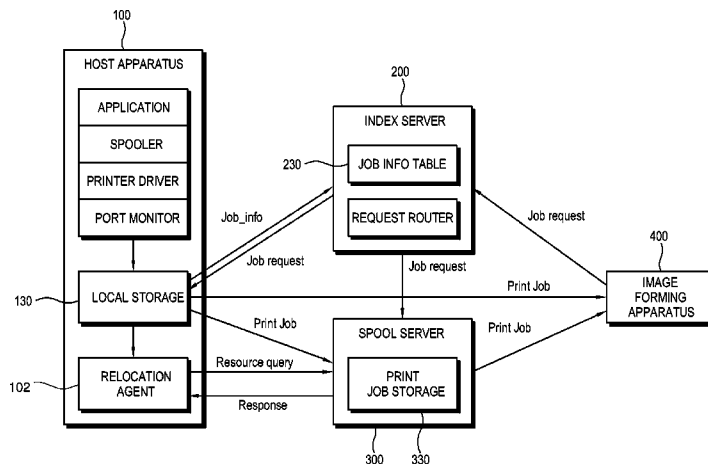 100
HOST APPARATUS
APPLICATION
SPOOLER
PRINTER DRIVER
PORT MONITOR
130
LOCAL STORAGE
102
RELOCATION
AGENT
200
INDEX SERVER
230
JOB INFO TABLE
REQUEST ROUTER
Job_info
Job request
Job request
Job request
Print Job
Print Job
Print Job
Resource query
Response
SPOOL SERVER
PRINT
JOB STORAGE
300
330
400
IMAGE
FORMING
APPARATUS